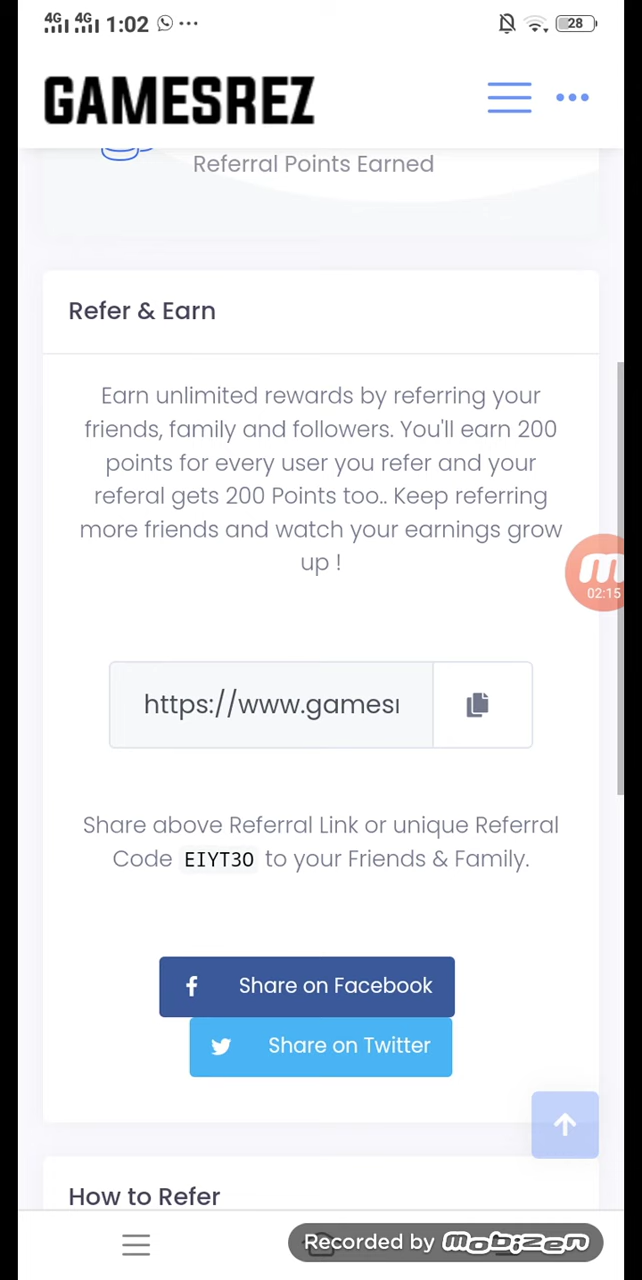 4G 4G 1:02 ... 28
GAMESREZ
Referral Points Earned
Refer & Earn
Earn unlimited rewards by referring your
friends, family and followers. You'll earn 200
points for every user you refer and your
referal gets 200 Points too.. Keep referring
more friends and watch your earnings grow
up !
m
02:15
https://www.games
Share above Referral Link or unique Referral
Code EIYT3O to your Friends & Family.
f Share on Facebook
Share on Twitter
How to Refer
Recorded by mobizen